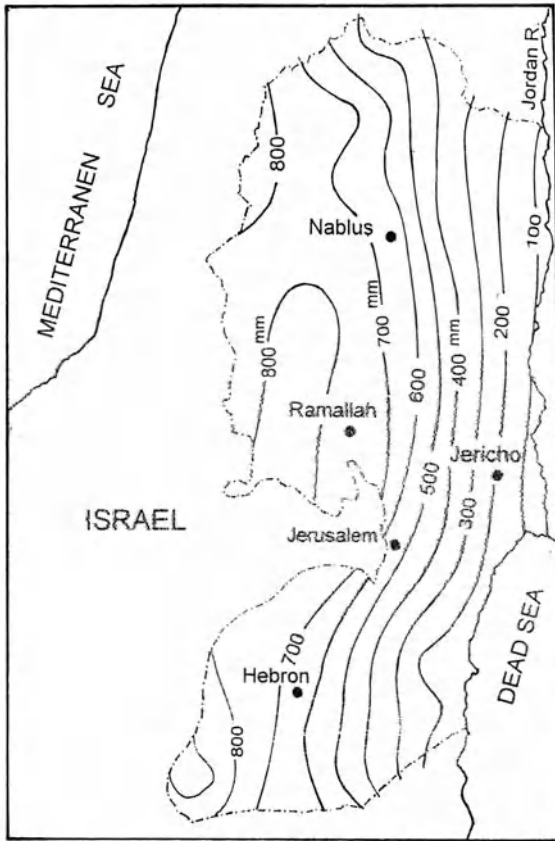 MEDITERRANEN SEA
Jordan R.
800
Nablus
100
800 mm
700 mm
600
400 mm
200
Ramallah
Jericho
500
300
ISRAEL
Jerusalem
DEAD SEA
700
Hebron
800